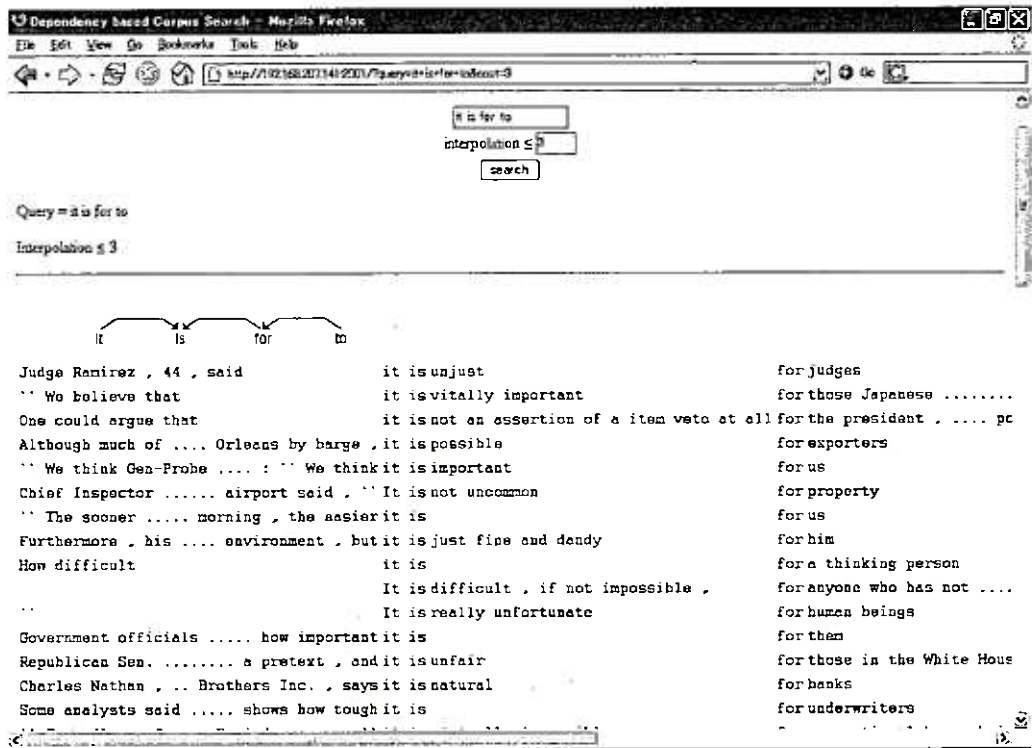 Dependency based Corpus Search - Mozilla Firefox
File Edit View Go Bookmarks Tools Help
Go
it is for to
interpolation ≤ 3
search
Query = it is for to
Interpolation ≤ 3
it is for to
Judge Ramirez , 44 , said it is unjust for judges
`` We believe that it is vitally important for those Japanese ........
One could argue that it is not an assertion of a item veto at all for the president , .... pc
Although much of .... Orleans by barge , it is possible for exporters
`` We think Gen-Probe .... : `` We think it is important for us
Chief Inspector ...... airport said , `` It is not uncommon for property
`` The sooner ..... morning , the easier it is for us
Furthermore , his .... environment , but it is just fine and dandy for him
How difficult it is for a thinking person
It is difficult , if not impossible , for anyone who has not ....
`` It is really unfortunate for human beings
Government officials ..... how important it is for them
Republican Sen. ........ a pretext , and it is unfair for those in the White Hous
Charles Nathan , .. Brothers Inc. , says it is natural for banks
Some analysts said ..... shows how tough it is for underwriters